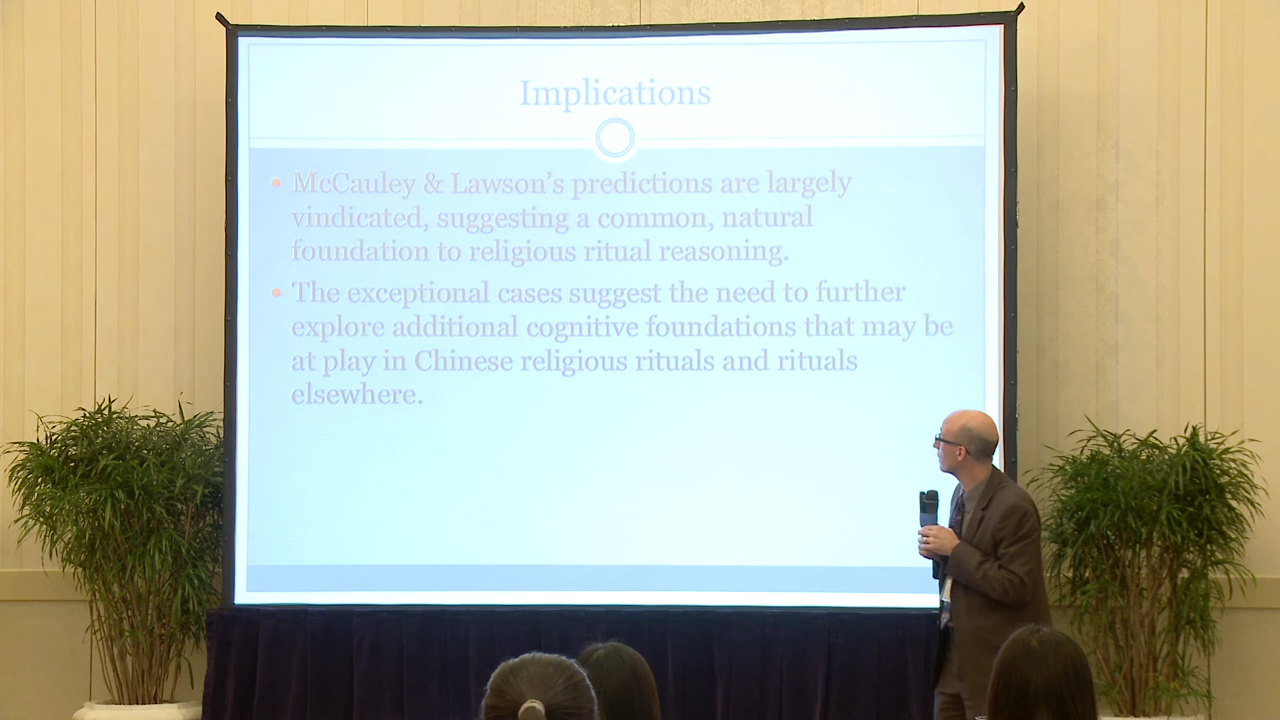 Implications
• McCauley & Lawson's predictions are largely
vindicated, suggesting a common, natural
foundation to religious ritual reasoning.
• The exceptional cases suggest the need to further
explore additional cognitive foundations that may be
at play in Chinese religious rituals and rituals
elsewhere.